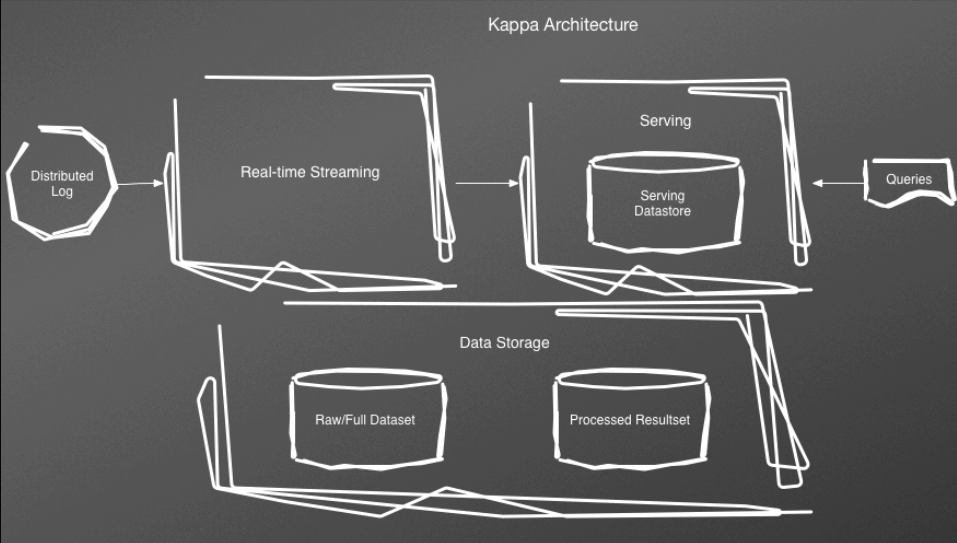 Kappa Architecture
Distributed
Log
Real-time Streaming
Serving
Serving
Datastore
Queries
Data Storage
Raw/Full Dataset
Processed Resultset